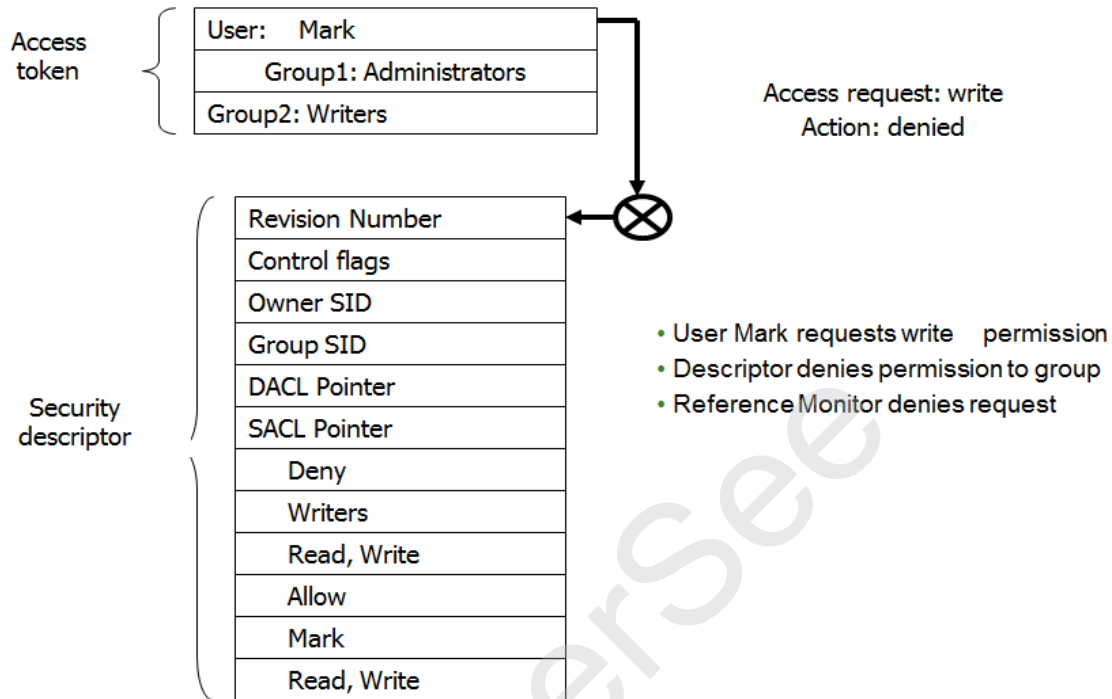 Access
token
User: Mark
Group1: Administrators
Group2: Writers
Access request: write
Action: denied
Revision Number
Control flags
Owner SID
Group SID
DACL Pointer
SACL Pointer
Deny
Writers
Read, Write
Allow
Mark
Read, Write
Security
descriptor
• User Mark requests write permission
• Descriptor denies permission to group
• Reference Monitor denies request
erSee